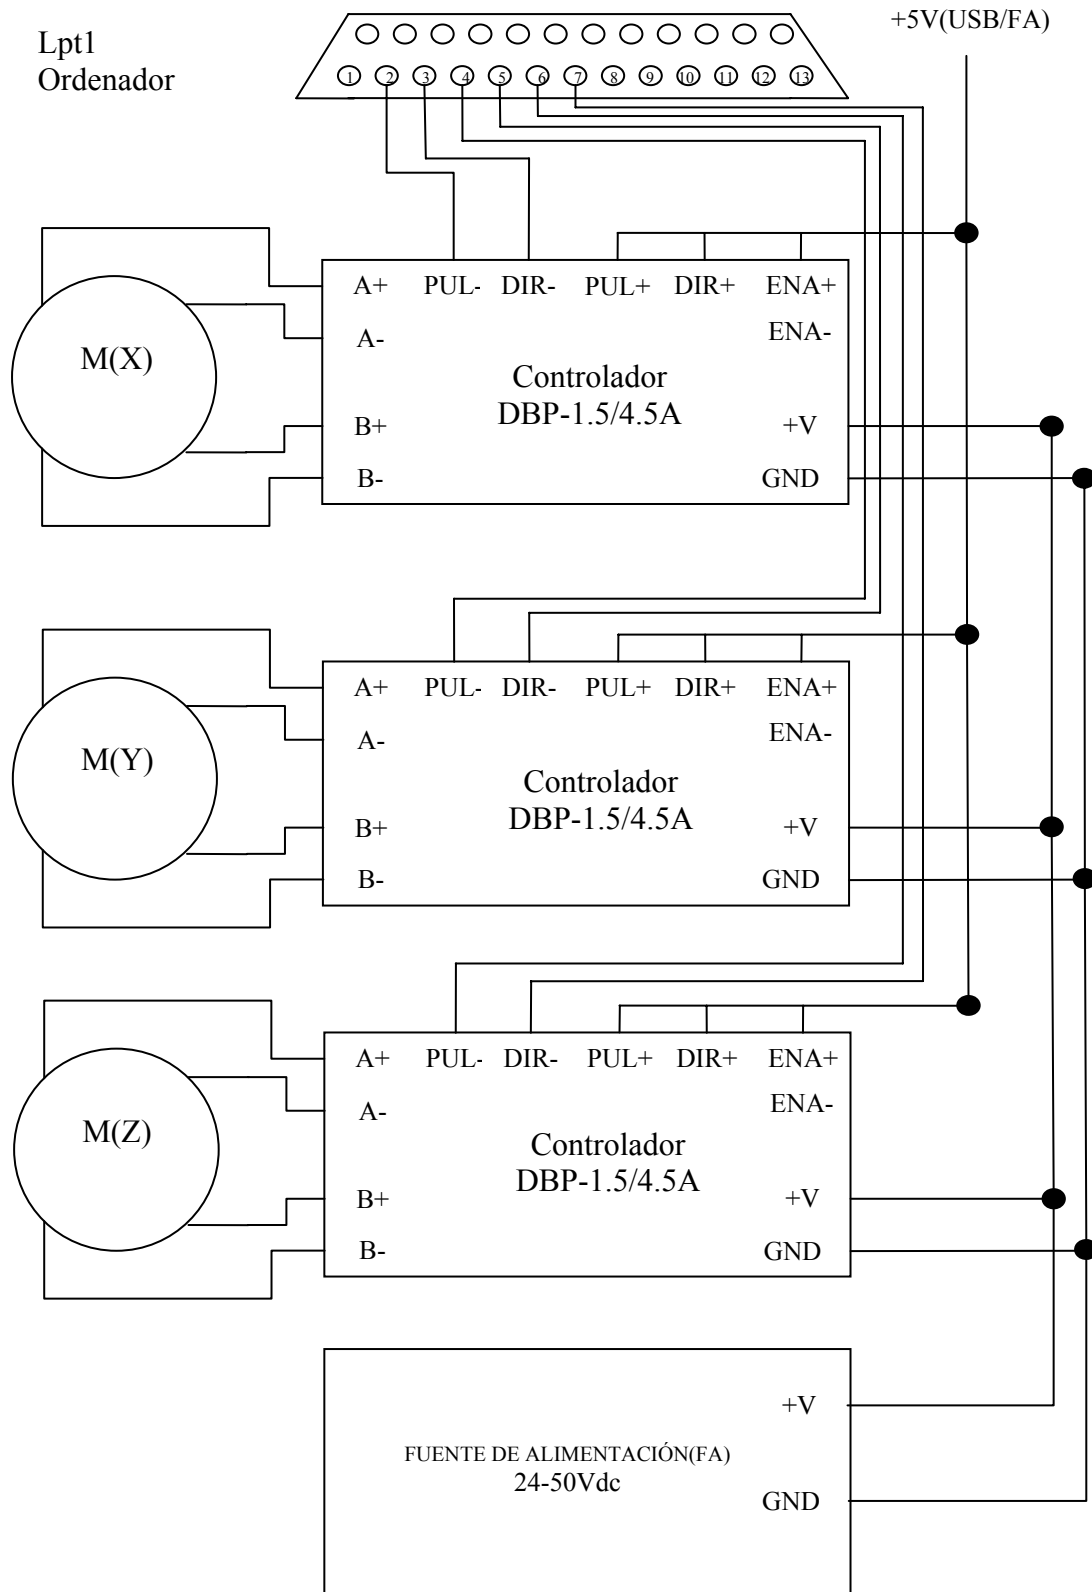 +5V(USB/FA)
Lpt1
Ordenador
1 2 3 4 5 6 7 8 9 10 11 12 13
A+ PUL- DIR- PUL+ DIR+ ENA+
ENA-
A-
M(X)
Controlador
DBP-1.5/4.5A
B+ +V
B- GND
A+ PUL- DIR- PUL+ DIR+ ENA+
ENA-
A-
M(Y)
Controlador
DBP-1.5/4.5A
B+ +V
B- GND
A+ PUL- DIR- PUL+ DIR+ ENA+
ENA-
A-
M(Z)
Controlador
DBP-1.5/4.5A
B+ +V
B- GND
+V
FUENTE DE ALIMENTACIÓN(FA)
24-50Vdc
GND